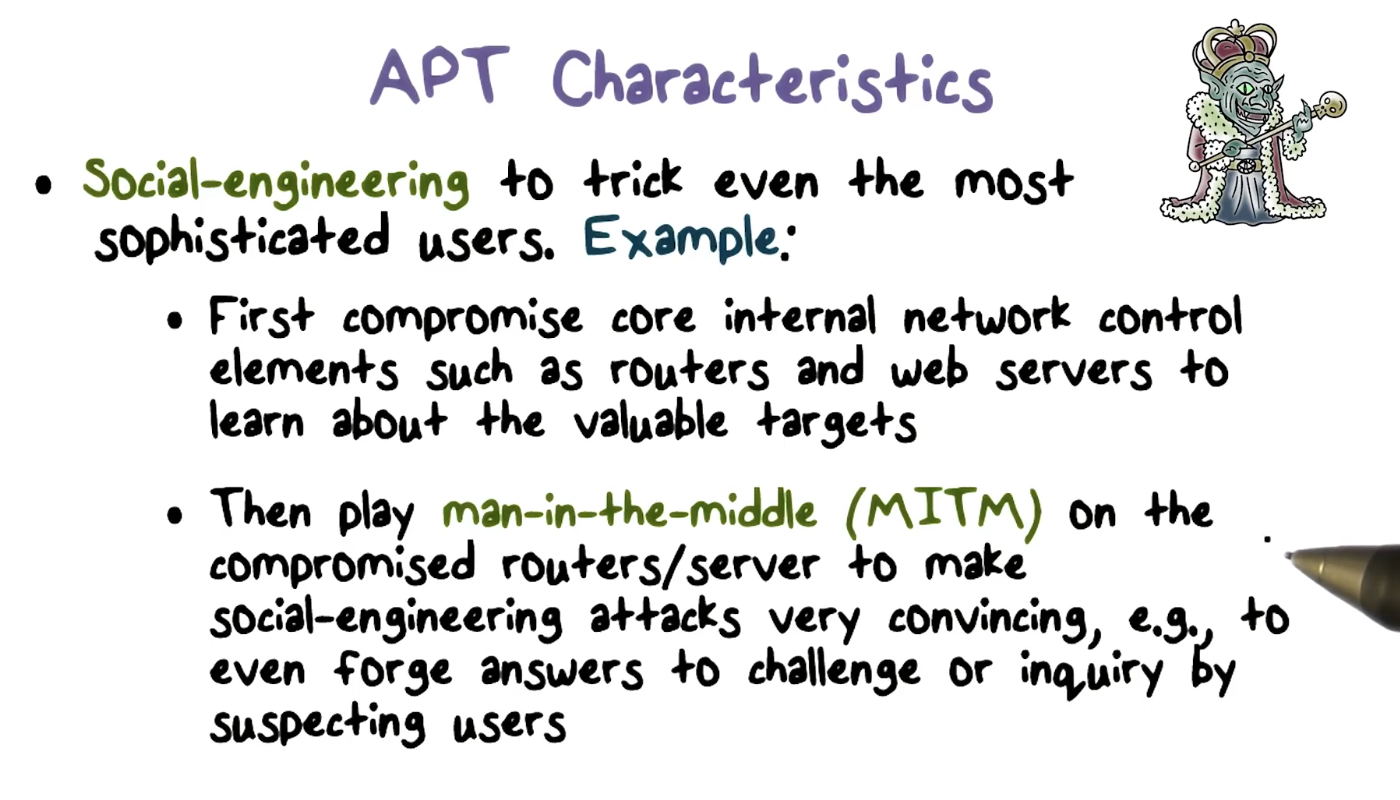 APT Characteristics
• Social-engineering to trick even the most
sophisticated users. Example:
• First compromise core internal network control
elements such as routers and web servers to
learn about the valuable targets
• Then play man-in-the-middle (MITM) on the
compromised routers/server to make
social-engineering attacks very convincing, e.g., to
even forge answers to challenge or inquiry by
suspecting users